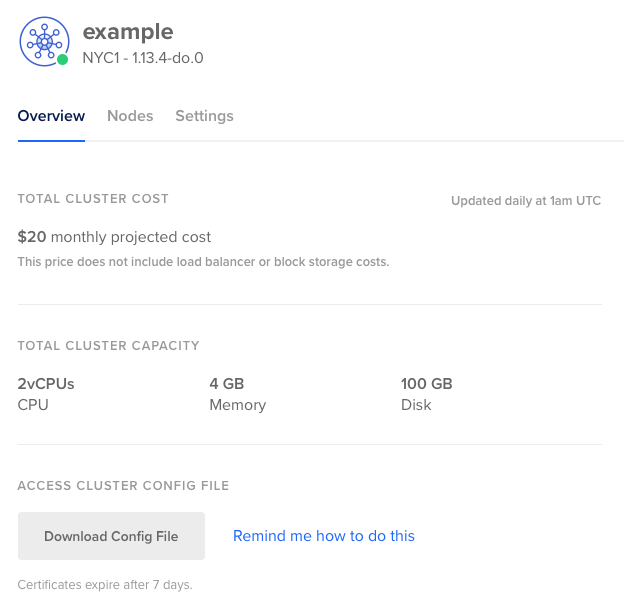 example
NYC1 - 1.13.4-do.0
Overview Nodes Settings
TOTAL CLUSTER COST Updated daily at 1am UTC
$20 monthly projected cost
This price does not include load balancer or block storage costs.
TOTAL CLUSTER CAPACITY
2vCPUs 4 GB 100 GB
CPU Memory Disk
ACCESS CLUSTER CONFIG FILE
Download Config File Remind me how to do this
Certificates expire after 7 days.